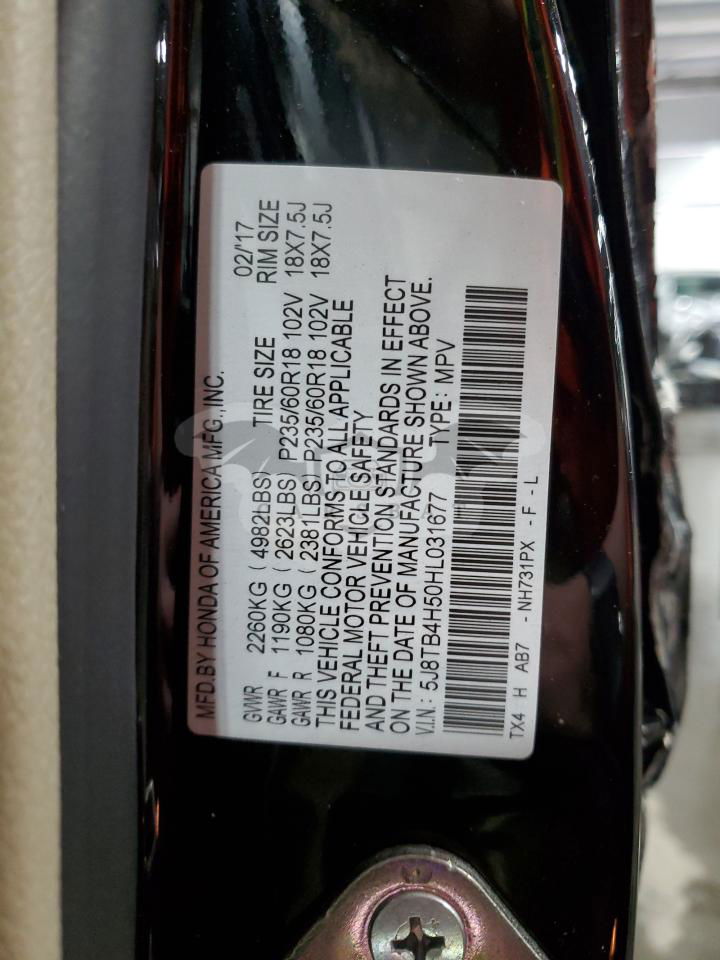 MFD.BY HONDA OF AMERICA MFG.,INC. 02/'17
GVWR 2260KG ( 4982LBS) TIRE SIZE RIM SIZE
GAWR F 1190KG ( 2623LBS) P235/60R18 102V 18X7.5J
GAWR R 1080KG ( 2381LBS) P235/60R18 102V 18X7.5J
THIS VEHICLE CONFORMS TO ALL APPLICABLE
FEDERAL MOTOR VEHICLE SAFETY
AND THEFT PREVENTION STANDARDS IN EFFECT
ON THE DATE OF MANUFACTURE SHOWN ABOVE.
V.I.N.: 5J8TB4H50HL031677 TYPE: MPV
TX4 H AB7 - NH731PX - F - L